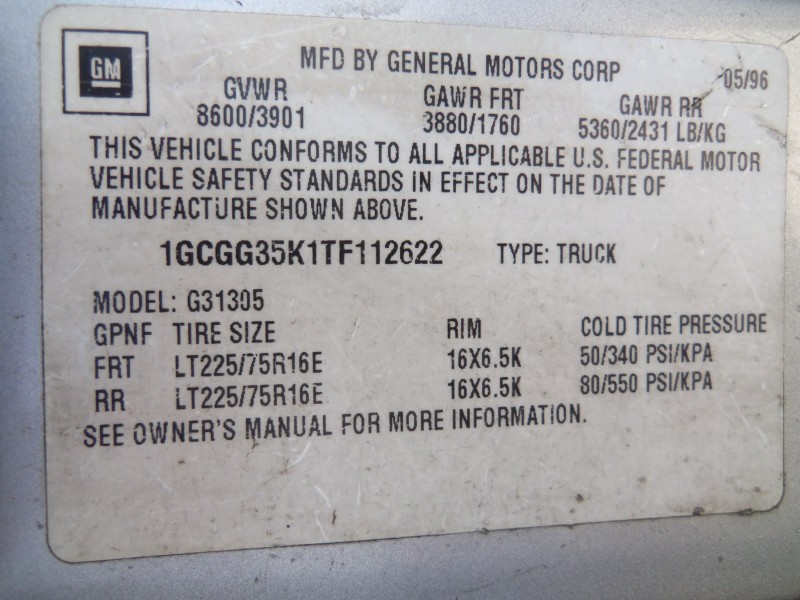 GM
MFD BY GENERAL MOTORS CORP 05/96
GVWR GAWR FRT GAWR RR
8600/3901 3880/1760 5360/2431 LB/KG
THIS VEHICLE CONFORMS TO ALL APPLICABLE U.S. FEDERAL MOTOR
VEHICLE SAFETY STANDARDS IN EFFECT ON THE DATE OF
MANUFACTURE SHOWN ABOVE.
1GCGG35K1TF112622 TYPE: TRUCK
MODEL: G31305
GPNF TIRE SIZE RIM COLD TIRE PRESSURE
FRT LT225/75R16E 16X6.5K 50/340 PSI/KPA
RR LT225/75R16E 16X6.5K 80/550 PSI/KPA
SEE OWNER'S MANUAL FOR MORE INFORMATION.